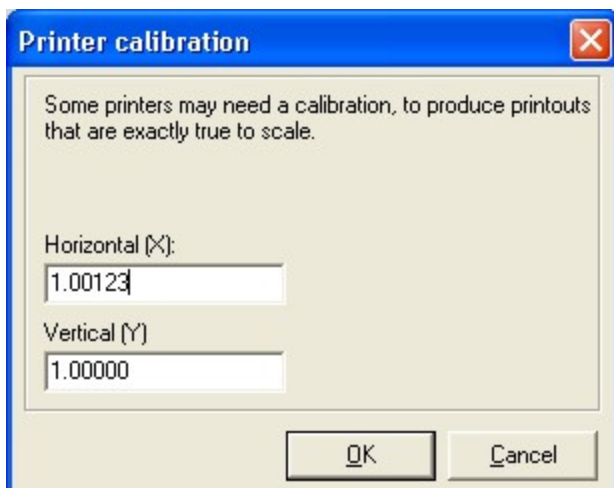 Printer calibration
Some printers may need a calibration, to produce printouts
that are exactly true to scale.
Horizontal (X):
1.00123
Vertical (Y)
1.00000
OK Cancel